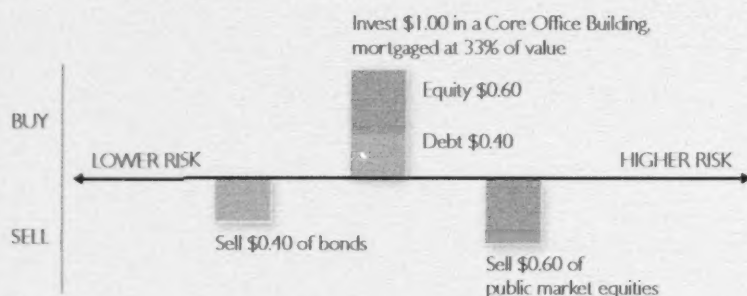 Invest $1.00 in a Core Office Building,
mortgaged at 33% of value
Equity $0.60
BUY
Debt $0.40
LOWER RISK
HIGHER RISK
SELL
Sell $0.40 of bonds
Sell $0.60 of
public market equities